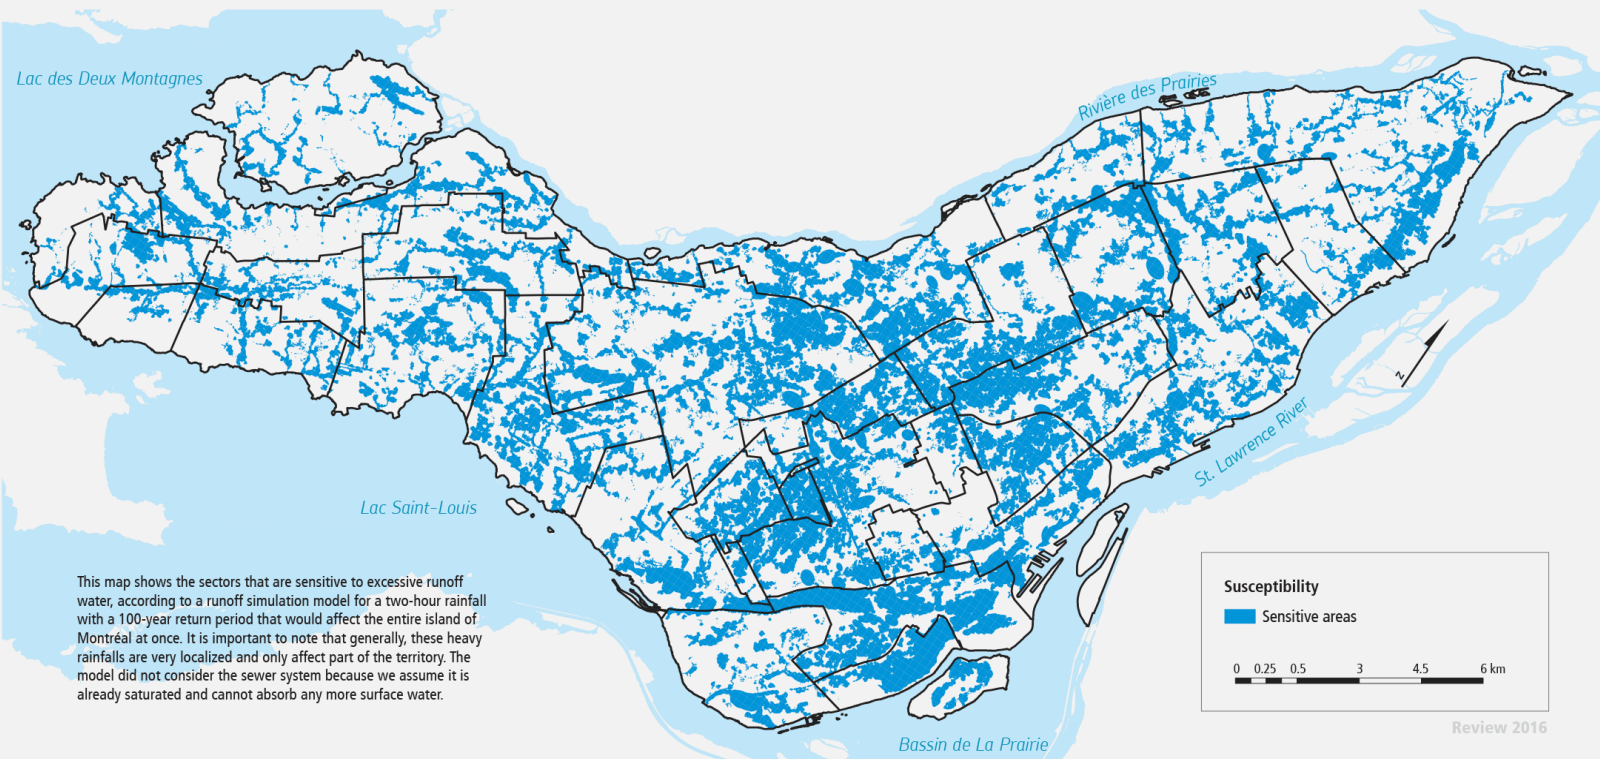 Lac des Deux Montagnes
Rivière des Prairies
N
St. Lawrence River
Lac Saint-Louis
This map shows the sectors that are sensitive to excessive runoff
water, according to a runoff simulation model for a two-hour rainfall
with a 100-year return period that would affect the entire island of
Montréal at once. It is important to note that generally, these heavy
rainfalls are very localized and only affect part of the territory. The
model did not consider the sewer system because we assume it is
already saturated and cannot absorb any more surface water.
Susceptibility
Sensitive areas
0 0.25 0.5 3 4.5 6 km
Review 2016
Bassin de La Prairie